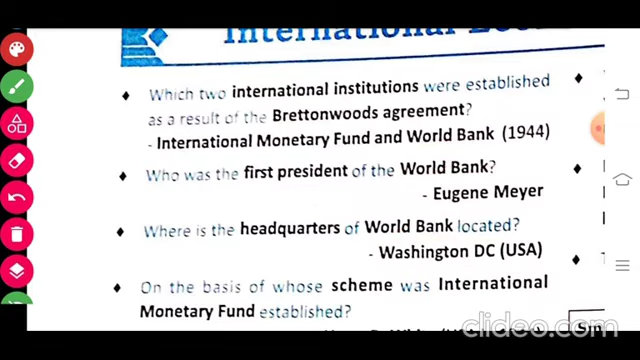 International
Which two international institutions were established
as a result of the Brettonwoods agreement?
- International Monetary Fund and World Bank (1944)
Who was the first president of the World Bank?
- Eugene Meyer
Where is the headquarters of World Bank located?
- Washington DC (USA)
On the basis of whose scheme was International
Monetary Fund established?
clideo.com